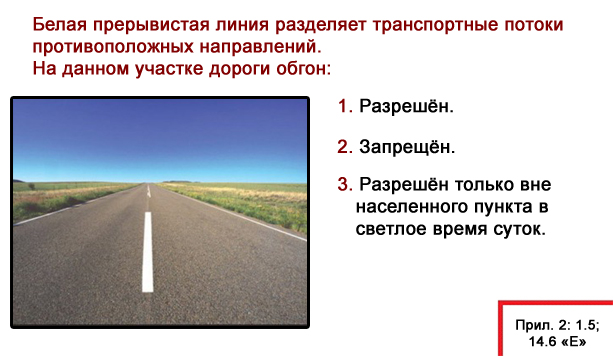 Белая прерывистая линия разделяет транспортные потоки
противоположных направлений.
На данном участке дороги обгон:
1. Разрешён.
2. Запрещён.
3. Разрешён только вне
населенного пункта в
светлое время суток.
Прил. 2: 1.5;
14.6 «Е»